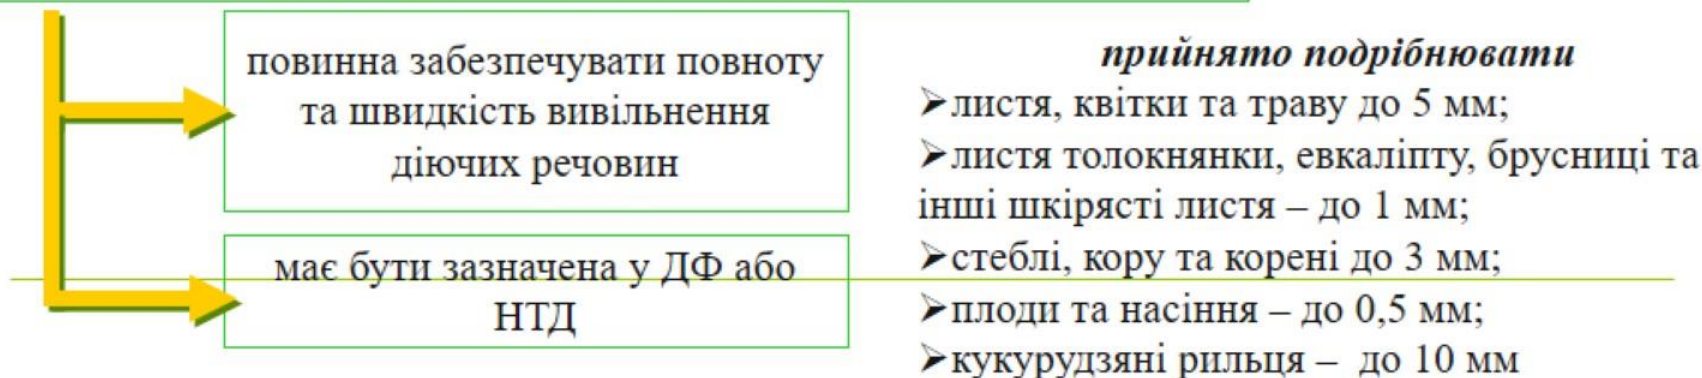 повинна забезпечувати повноту
та швидкість вивільнення
діючих речовин
має бути зазначена у ДФ або
НТД
прийнято подрібнювати
➢листя, квітки та траву до 5 мм;
➢листя толокнянки, евкаліпту, брусниці та
інші шкірясті листя – до 1 мм;
➢стеблі, кору та корені до 3 мм;
➢плоди та насіння – до 0,5 мм;
➢кукурудзяні рильця – до 10 мм